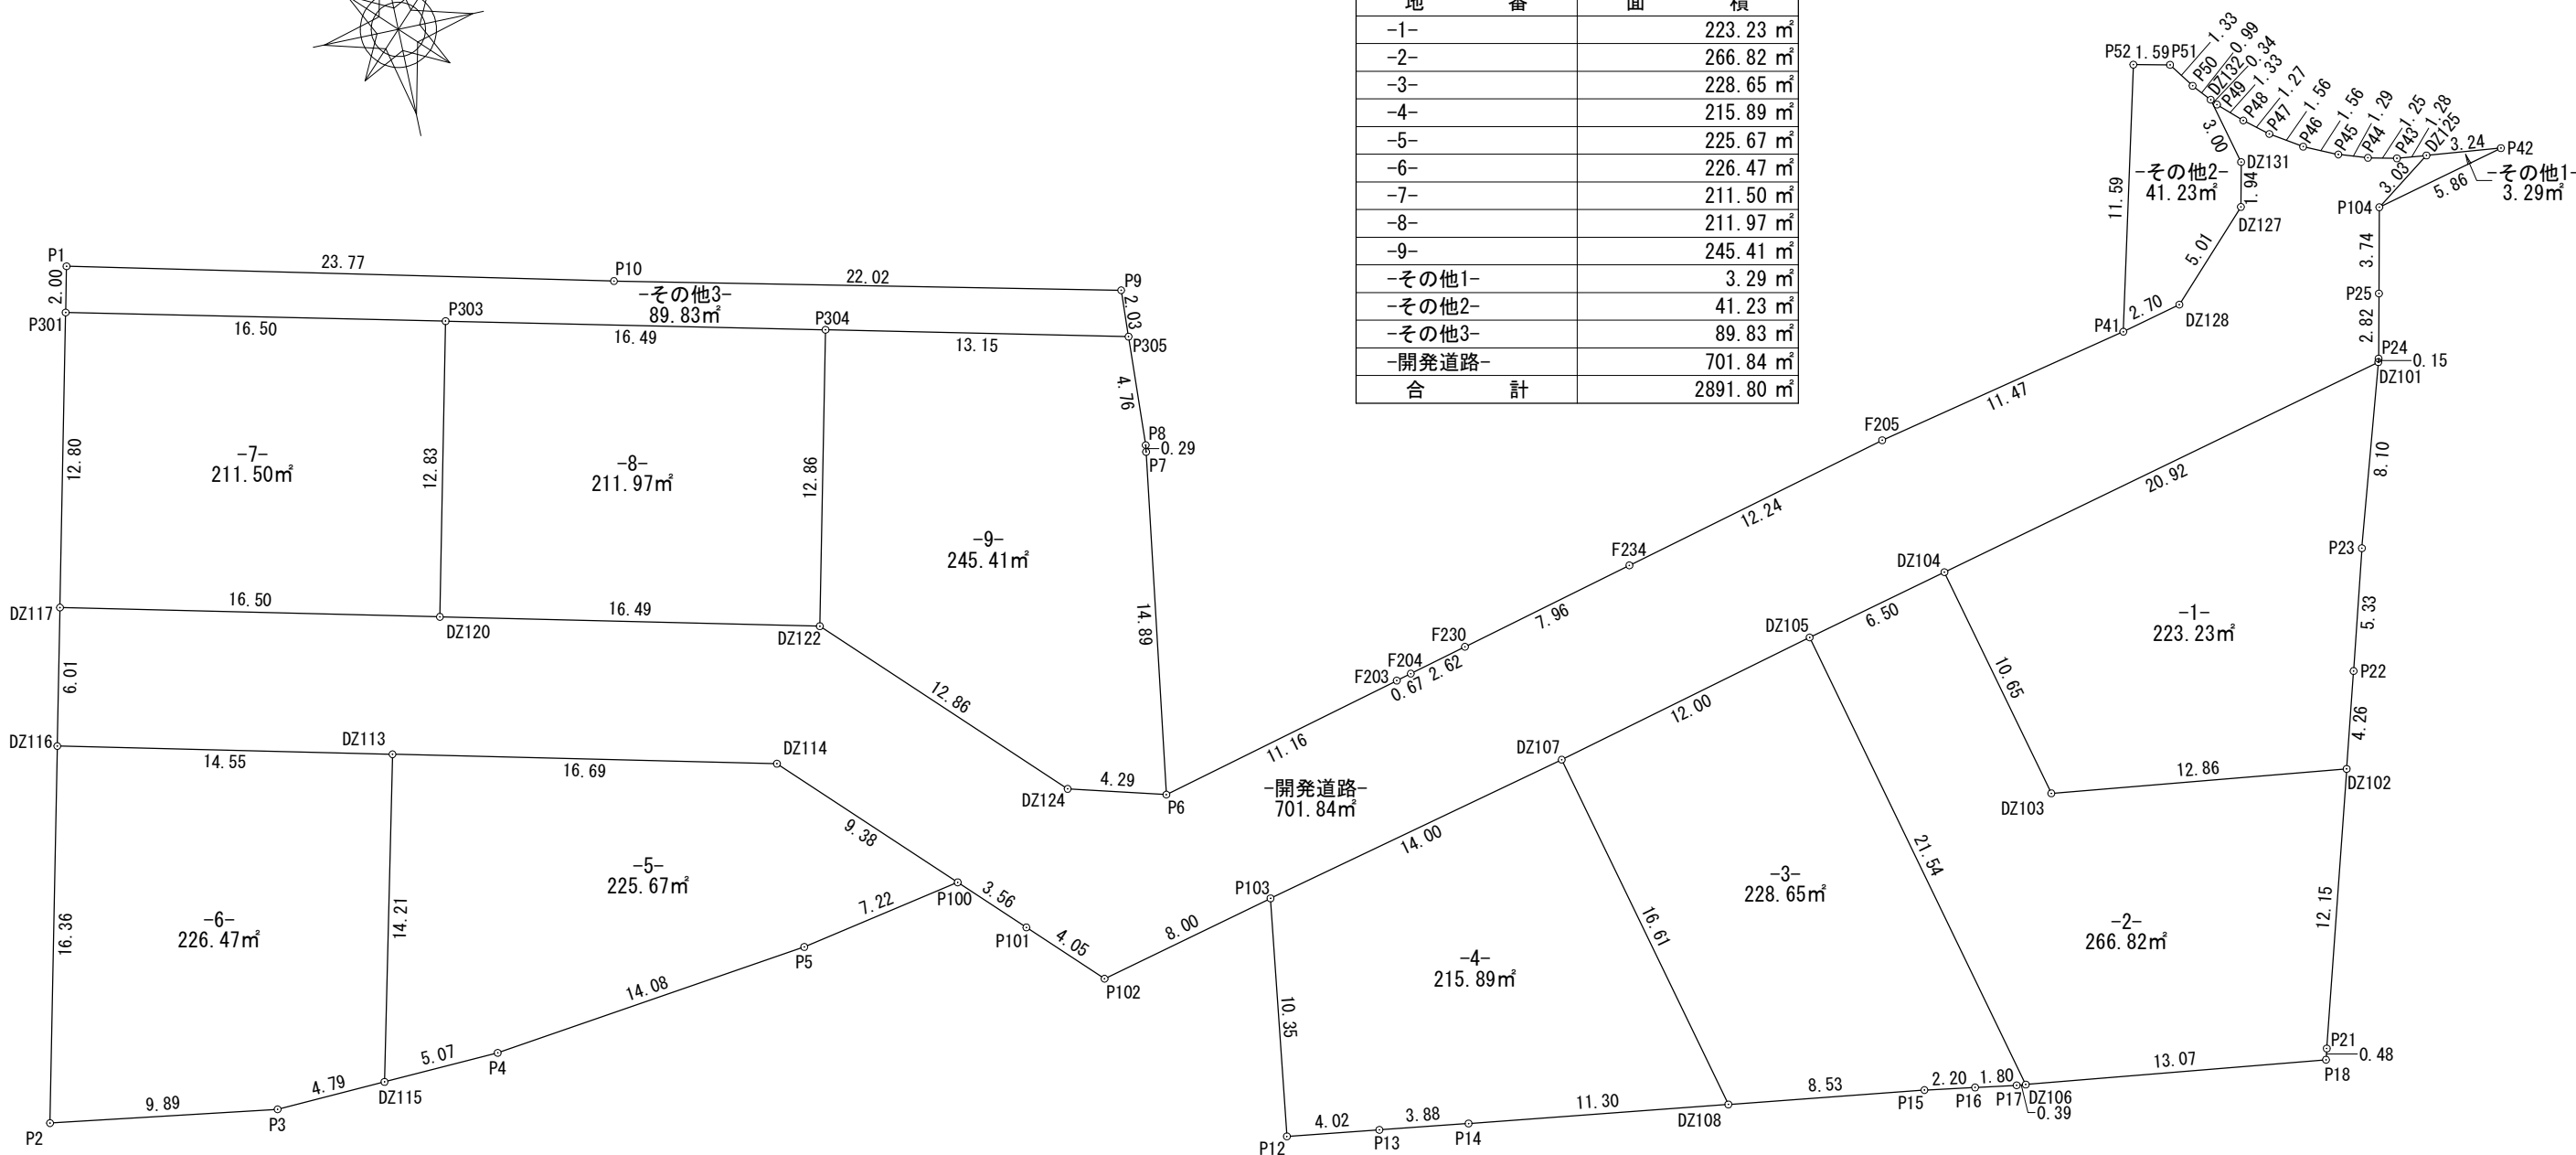 地 番 面 積
-1- 223.23 ㎡
-2- 266.82 ㎡
-3- 228.65 ㎡
-4- 215.89 ㎡
-5- 225.67 ㎡
-6- 226.47 ㎡
-7- 211.50 ㎡
-8- 211.97 ㎡
-9- 245.41 ㎡
-その他1- 3.29 ㎡
-その他2- 41.23 ㎡
-その他3- 89.83 ㎡
-開発道路- 701.84 ㎡
合 計 2891.80 ㎡
P1
23.77
P10
22.02
P9
2.00
2.03
-その他3-
89.83㎡
P301
16.50
P303
16.49
P304
13.15
P305
4.76
P8
0.29
P7
12.80
-7-
211.50㎡
12.83
-8-
211.97㎡
12.86
-9-
245.41㎡
14.89
DZ117
16.50
DZ120
16.49
DZ122
12.86
DZ124
4.29
P6
6.01
DZ116
14.55
DZ113
16.69
DZ114
9.38
P100
3.56
P101
4.05
P102
8.00
P103
16.36
-6-
226.47㎡
14.21
-5-
225.67㎡
7.22
P5
14.08
P4
5.07
DZ115
4.79
P3
9.89
P2
11.16
F203
0.67
F204
2.62
F230
7.96
F234
12.24
F205
11.47
P41
2.70
DZ128
5.01
DZ127
1.94
DZ131
3.00
11.59
-その他2-
41.23㎡
P52
1.59
P51
1.33
P50
0.99
DZ132
0.34
P49
1.33
P48
1.27
P47
1.56
P46
1.56
P45
1.29
P44
1.25
P43
1.28
DZ125
3.24
P42
-その他1-
3.29㎡
3.03
5.86
P104
3.74
P25
2.82
P24
0.15
DZ101
8.10
P23
5.33
P22
4.26
DZ102
12.15
P21
0.48
P18
20.92
DZ104
6.50
DZ105
12.00
DZ107
14.00
-開発道路-
701.84㎡
-1-
223.23㎡
10.65
DZ103
12.86
-2-
266.82㎡
21.54
-3-
228.65㎡
16.61
-4-
215.89㎡
10.35
P12
4.02
P13
3.88
P14
11.30
DZ108
8.53
P15
2.20
P16
1.80
P17
DZ106
0.39
13.07